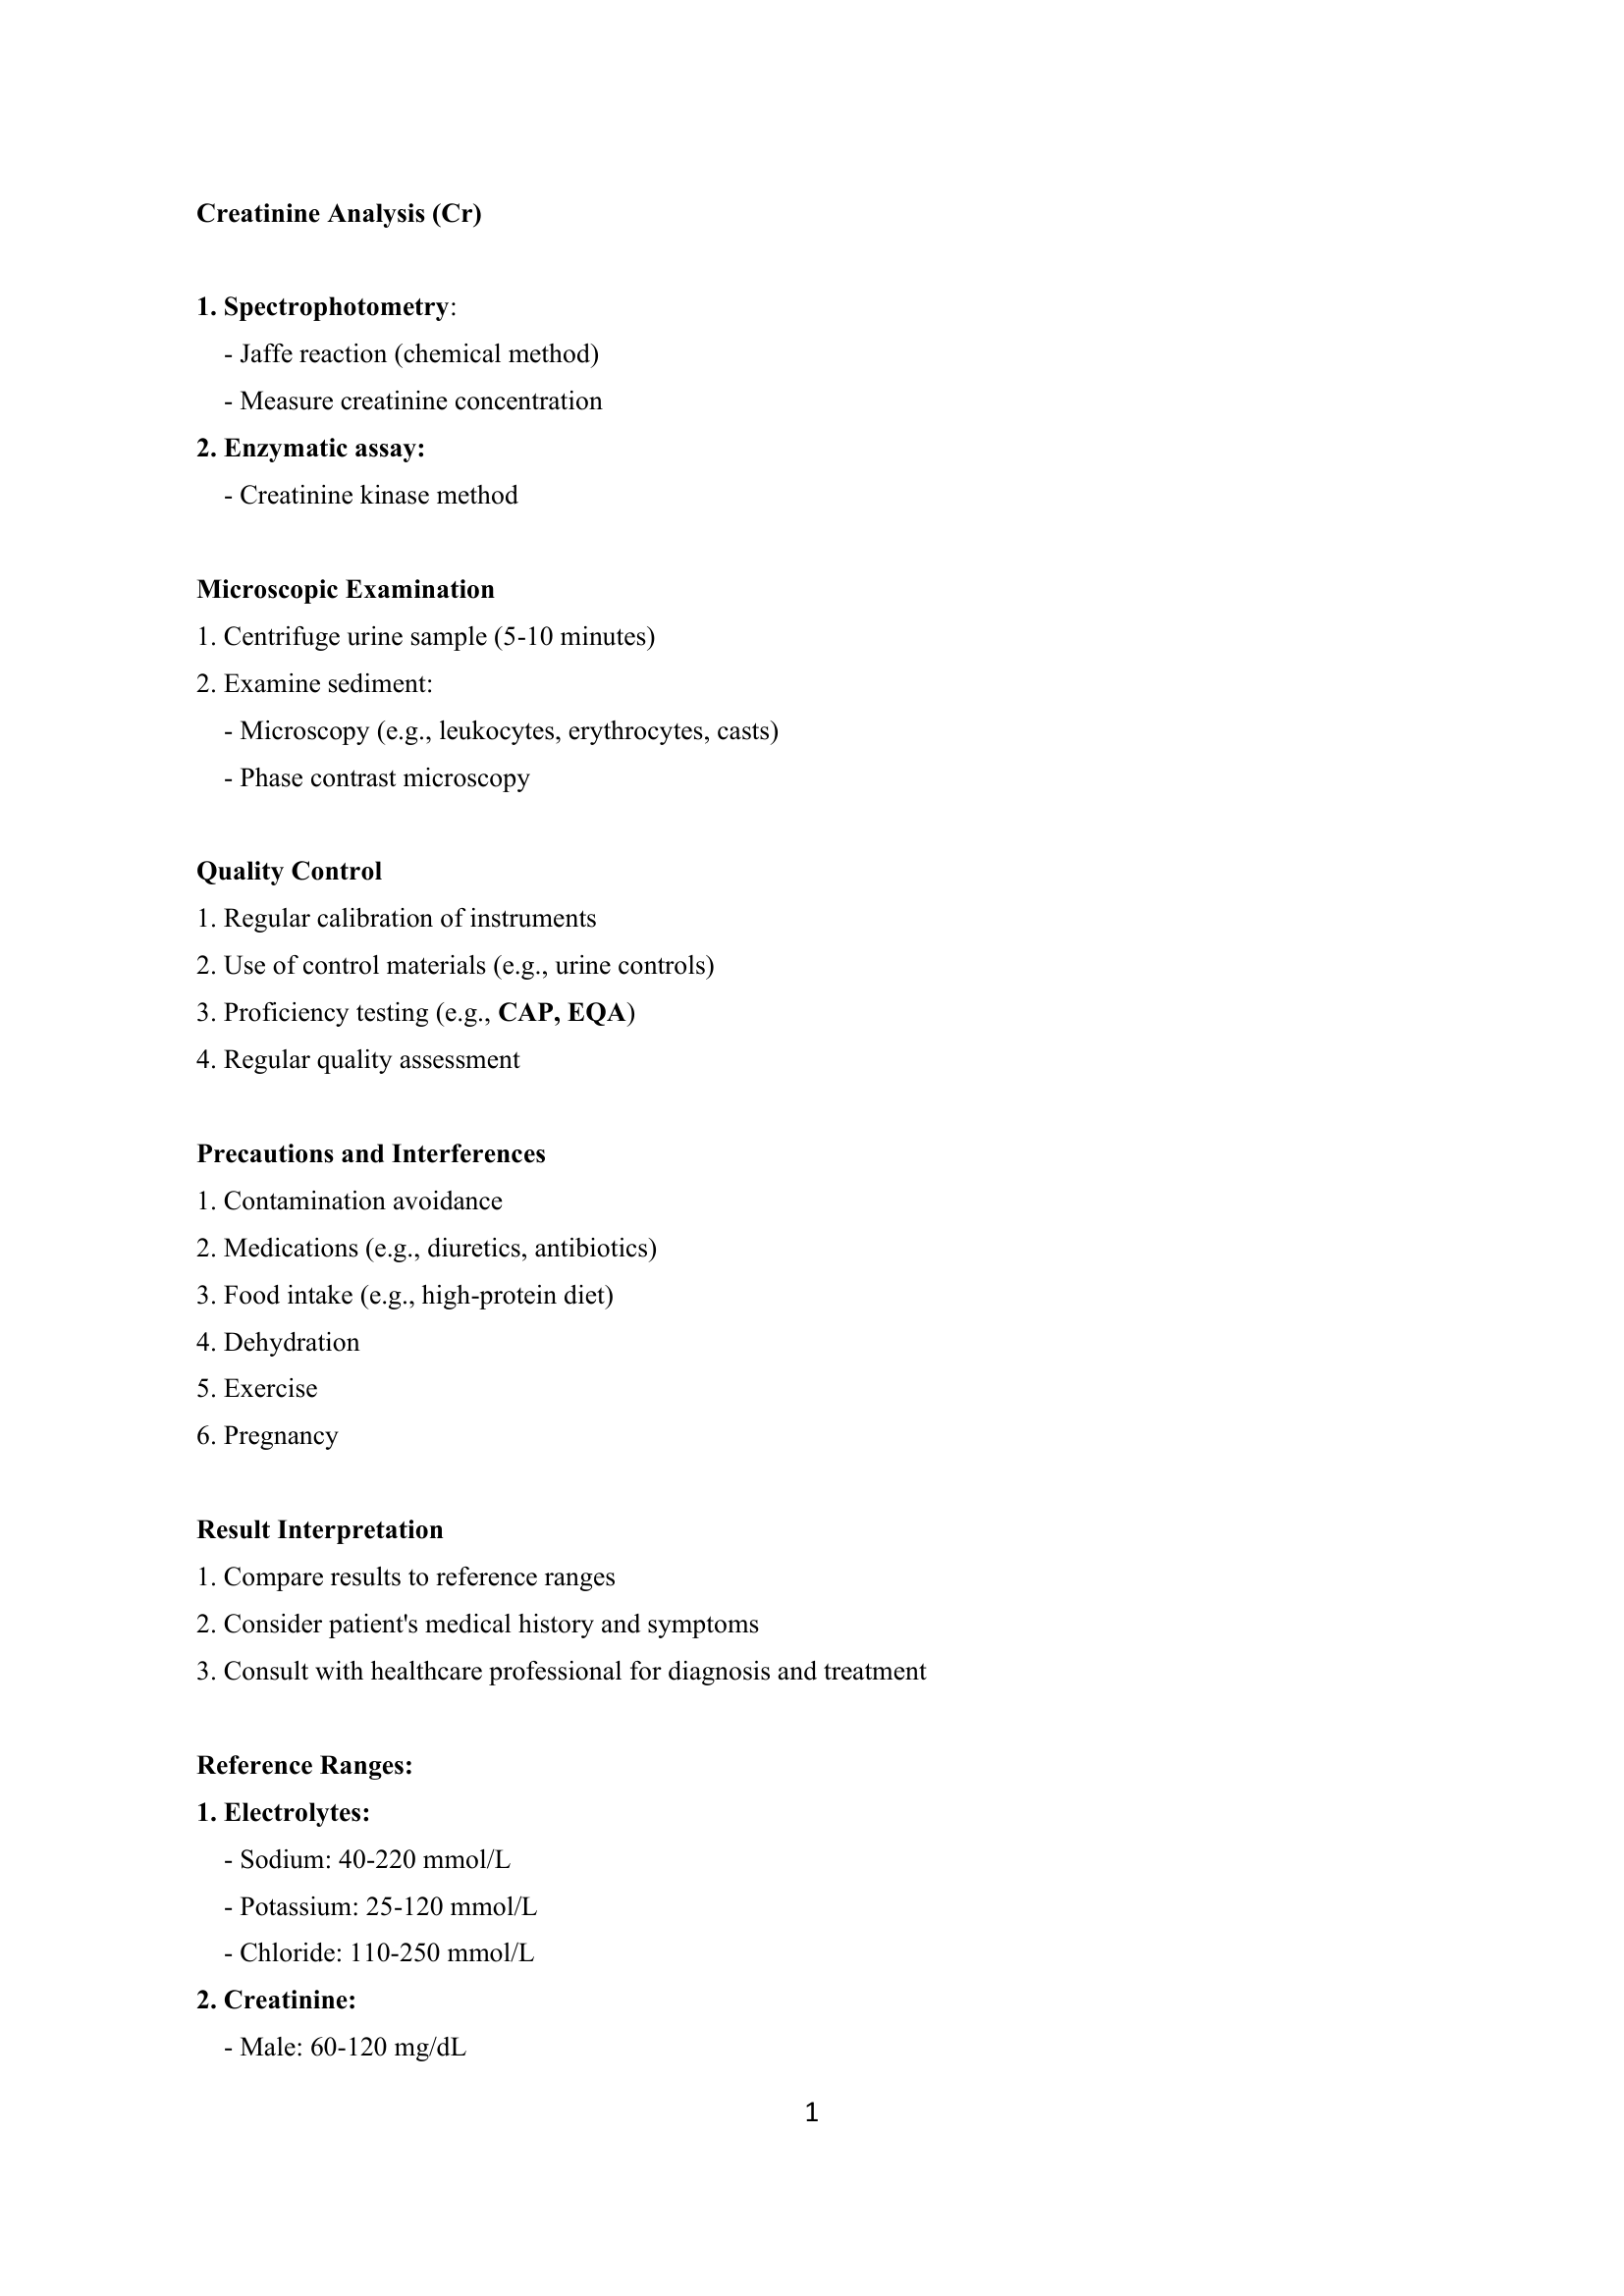 Creatinine Analysis (Cr)
1. Spectrophotometry:
- Jaffe reaction (chemical method)
- Measure creatinine concentration
2. Enzymatic assay:
- Creatinine kinase method
Microscopic Examination
1. Centrifuge urine sample (5-10 minutes)
2. Examine sediment:
- Microscopy (e.g., leukocytes, erythrocytes, casts)
- Phase contrast microscopy
Quality Control
1. Regular calibration of instruments
2. Use of control materials (e.g., urine controls)
3. Proficiency testing (e.g., CAP, EQA)
4. Regular quality assessment
Precautions and Interferences
1. Contamination avoidance
2. Medications (e.g., diuretics, antibiotics)
3. Food intake (e.g., high-protein diet)
4. Dehydration
5. Exercise
6. Pregnancy
Result Interpretation
1. Compare results to reference ranges
2. Consider patient's medical history and symptoms
3. Consult with healthcare professional for diagnosis and treatment
Reference Ranges:
1. Electrolytes:
- Sodium: 40-220 mmol/L
- Potassium: 25-120 mmol/L
- Chloride: 110-250 mmol/L
2. Creatinine:
- Male: 60-120 mg/dL
1